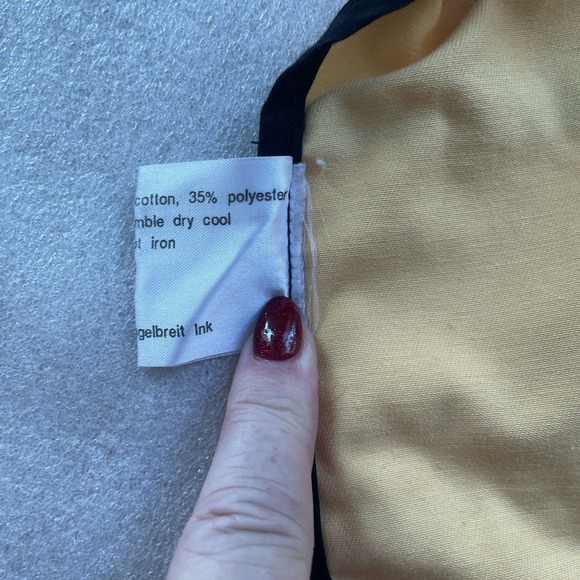 cotton, 35% polyester
mble dry cool
t iron
gelbreit Ink